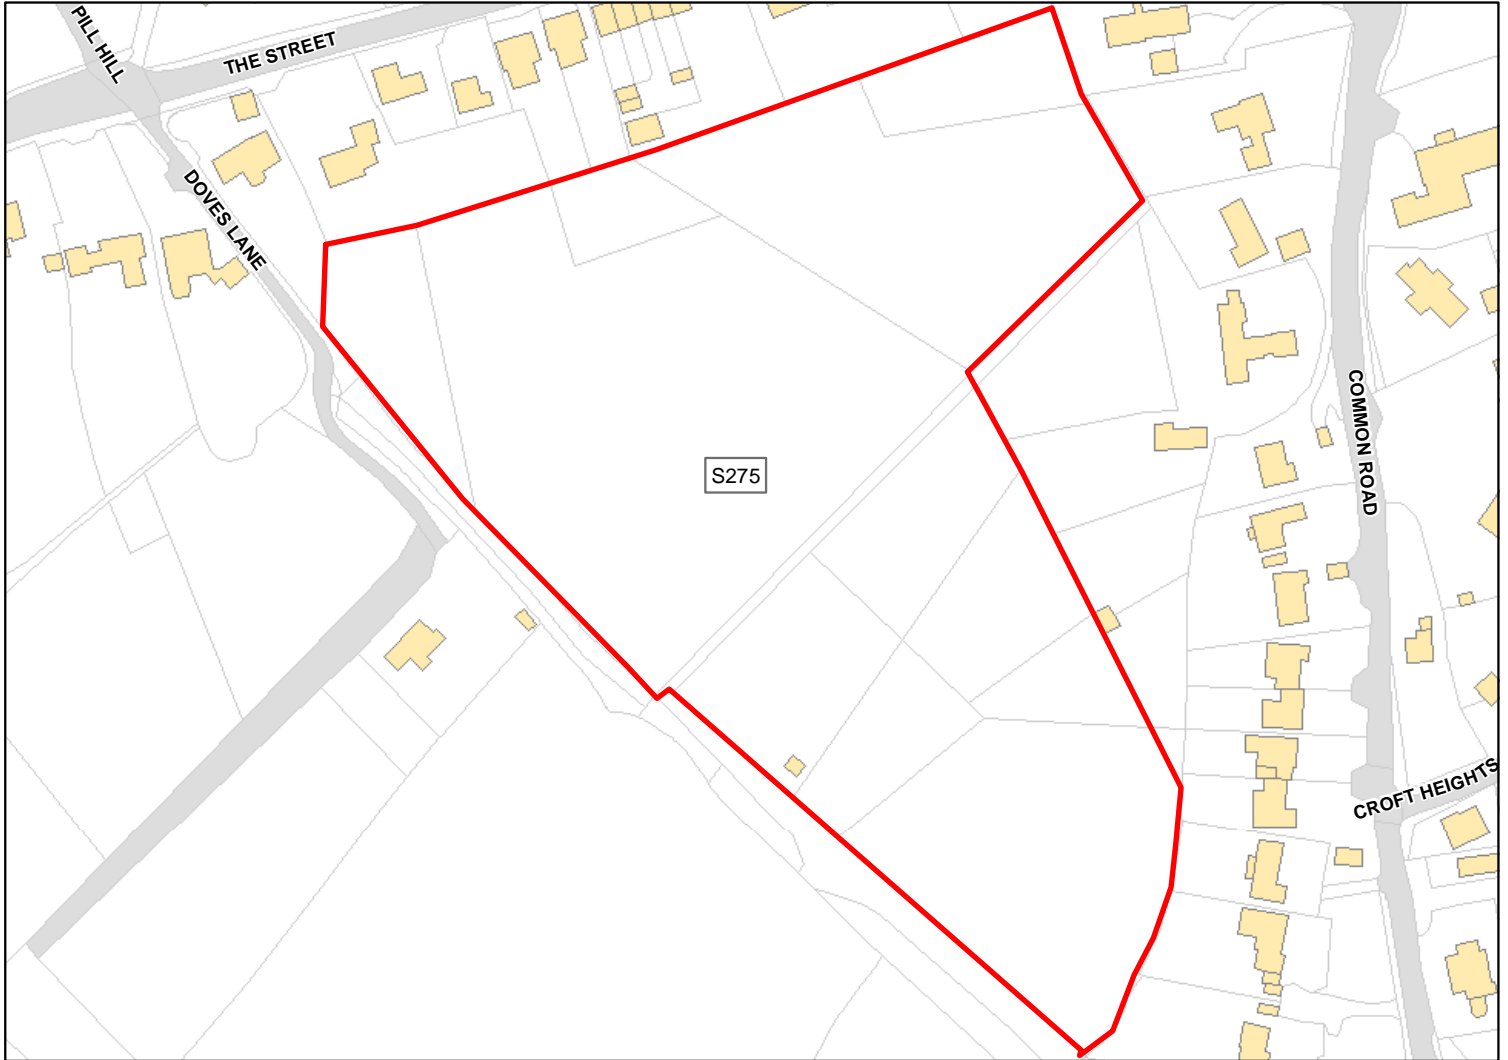 PILL HILL
THE STREET
DOVES LANE
COMMON ROAD
S275
CROFT HEIGHTS